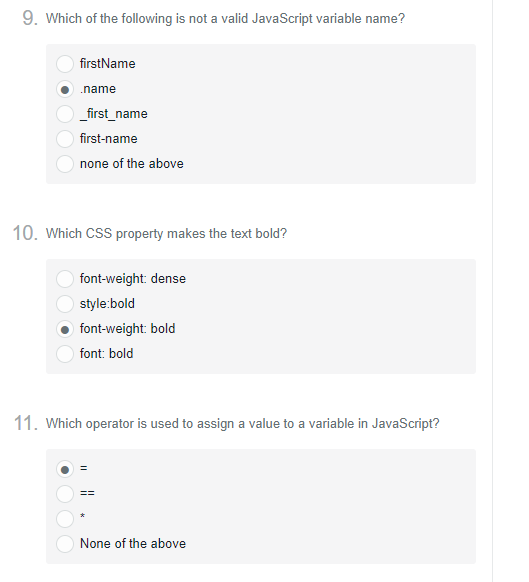 9. Which of the following is not a valid JavaScript variable name?
firstName
.name
_first_name
first-name
none of the above
10. Which CSS property makes the text bold?
font-weight: dense
style:bold
font-weight: bold
font: bold
11. Which operator is used to assign a value to a variable in JavaScript?
=
==
*
None of the above